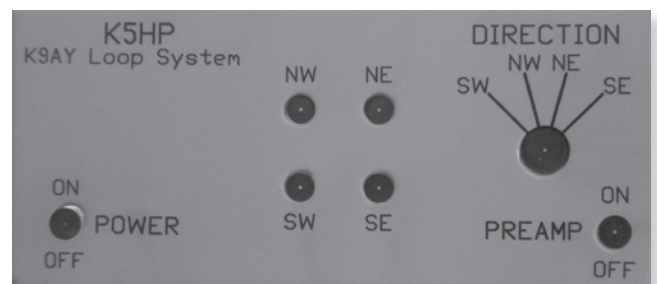 K5HP
K9AY Loop System
NW NE
SW SE
ON
POWER
OFF
DIRECTION
NW NE
SW SE
ON
PREAMP
OFF